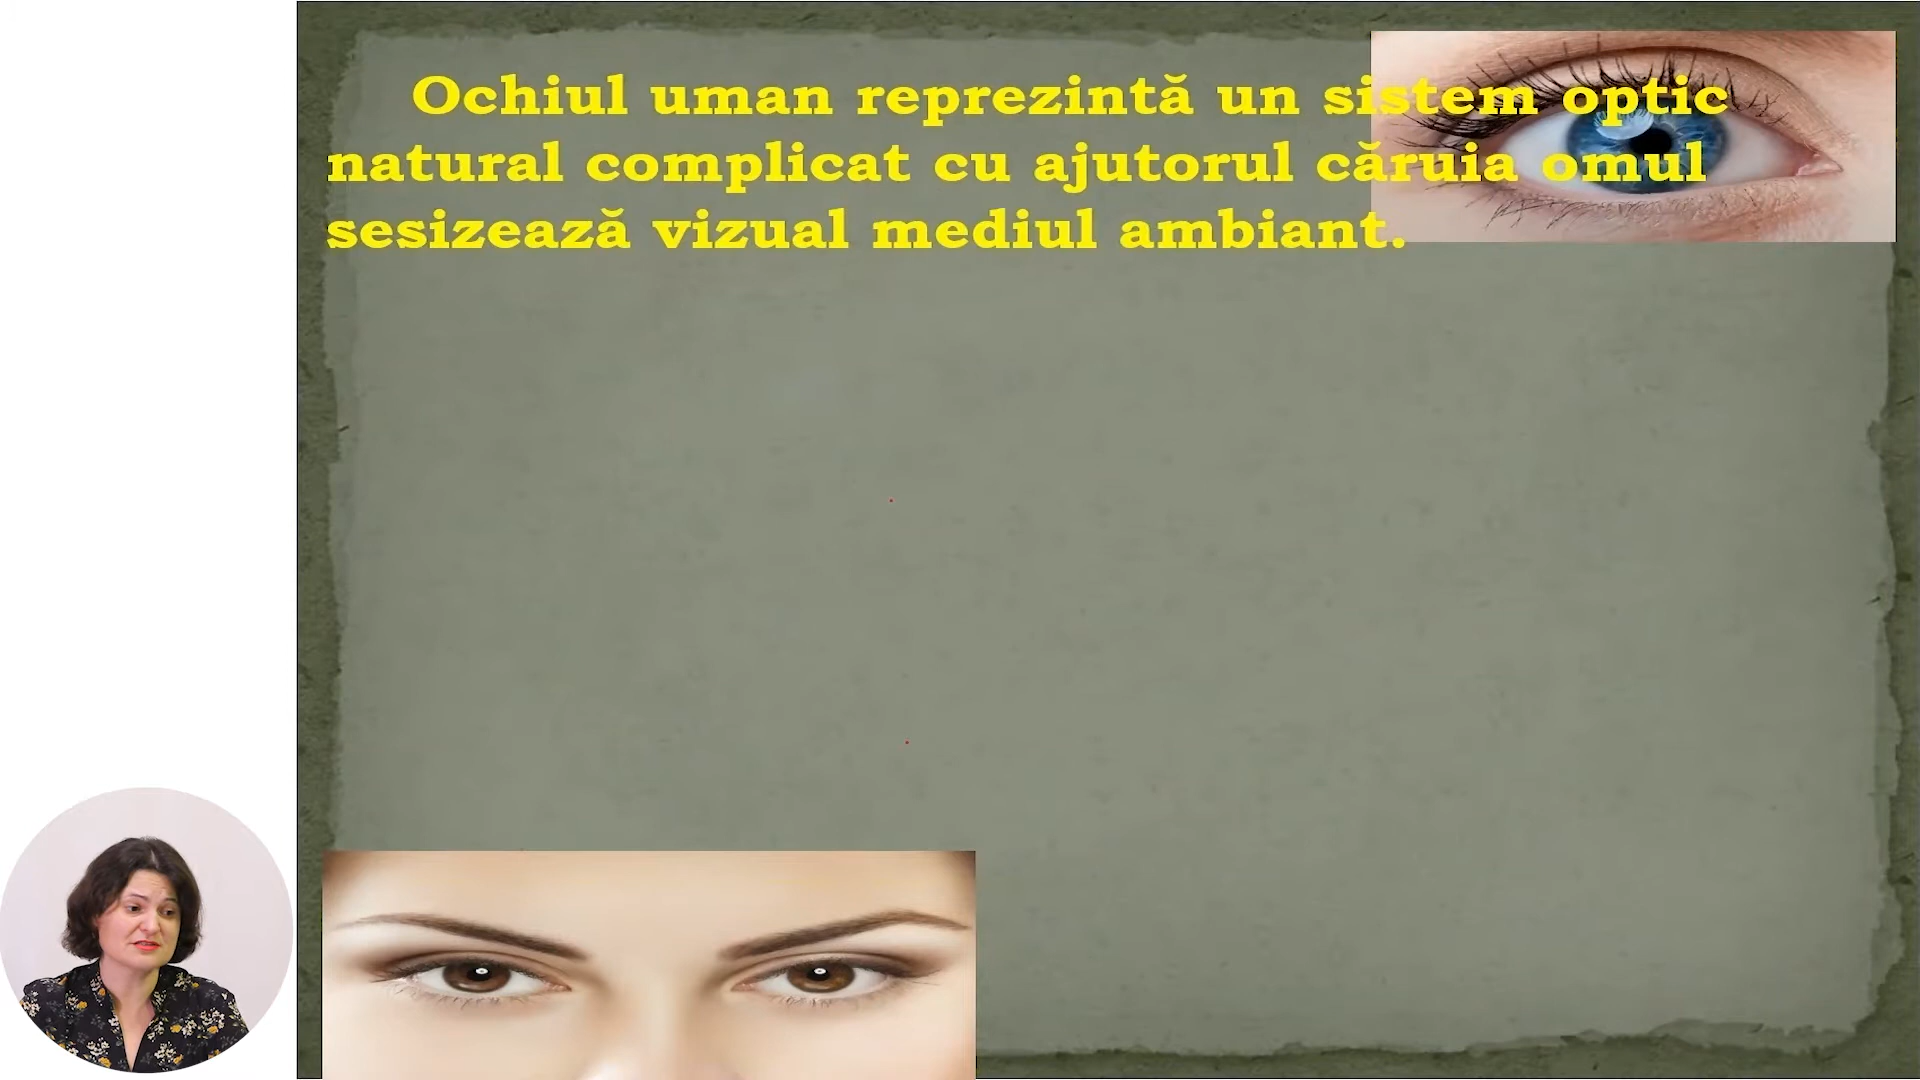 Ochiul uman reprezintă un sistem optic
natural complicat cu ajutorul căruia omul
sesizează vizual mediul ambiant.